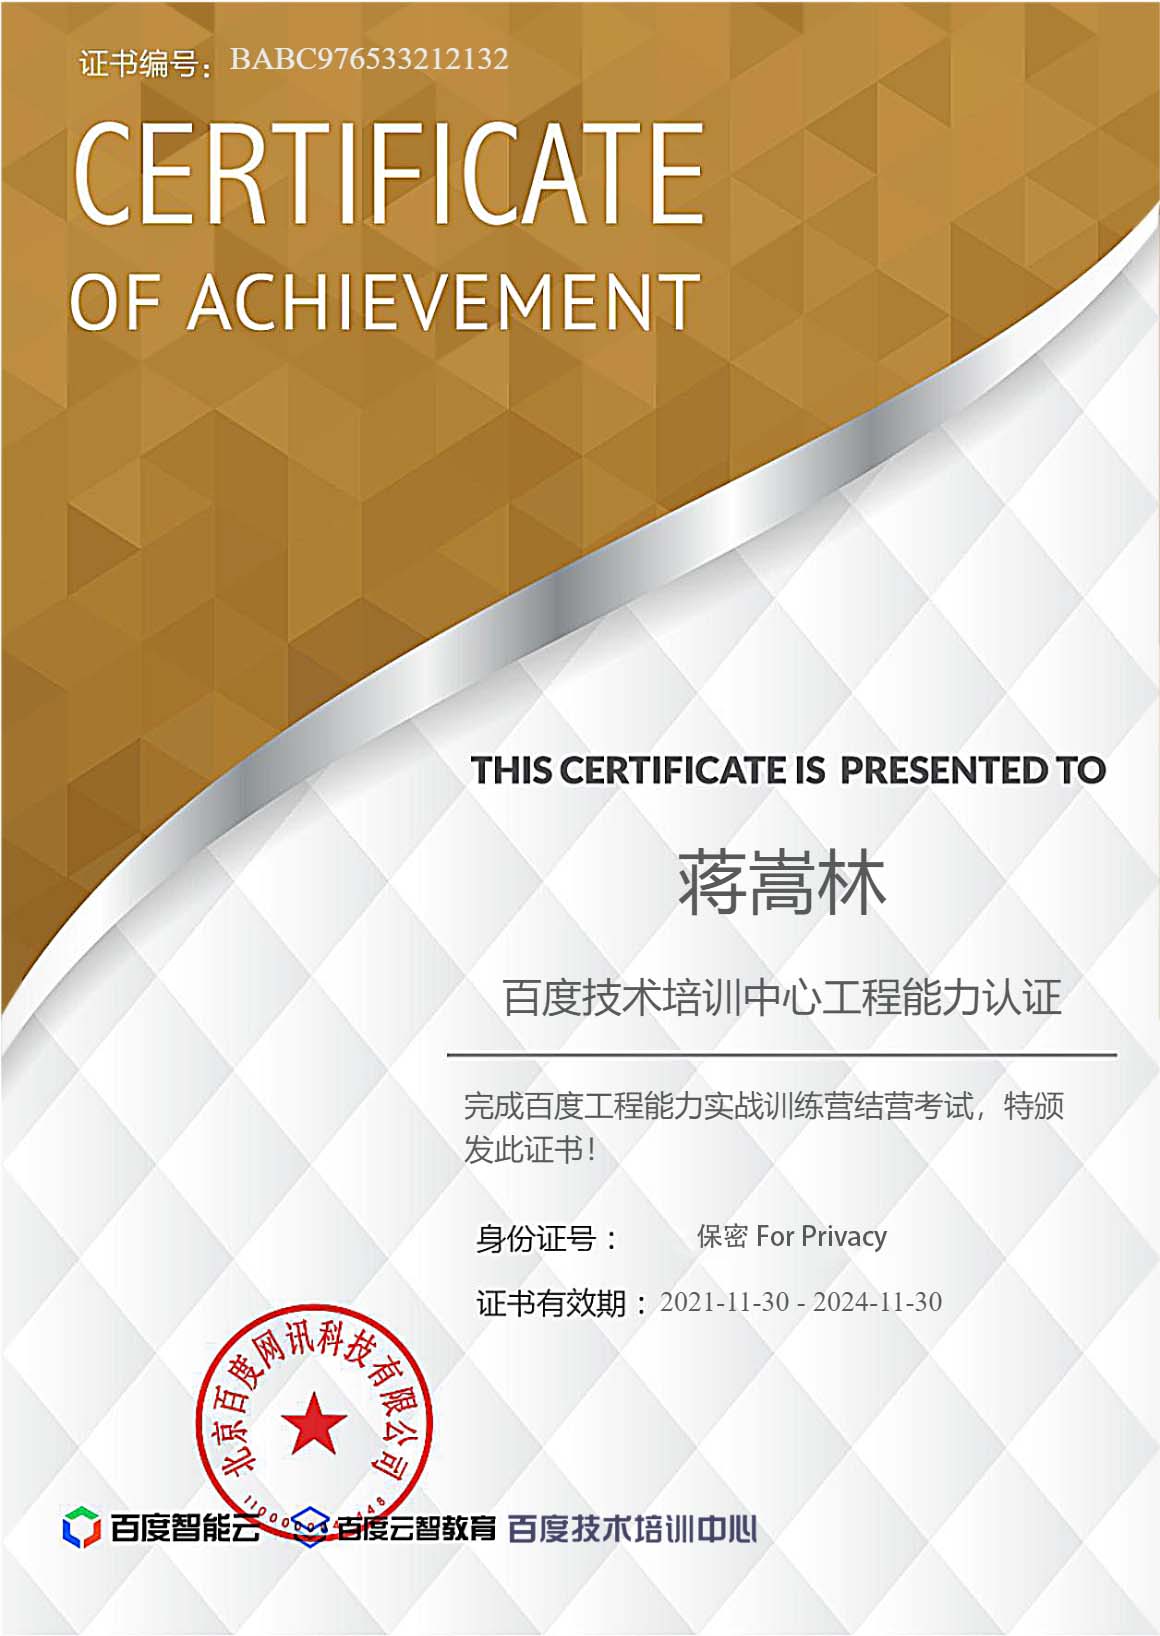 证书编号：BABC976533212132
CERTIFICATE
OF ACHIEVEMENT
THIS CERTIFICATE IS PRESENTED TO
蒋嵩林
百度技术培训中心工程能力认证
完成百度工程能力实战训练营结营考试，特颁
发此证书！
身份证号： 保密 For Privacy
证书有效期：2021-11-30 - 2024-11-30
北京百度网讯科技有限公司
百度智能云 百度云智教育 百度技术培训中心